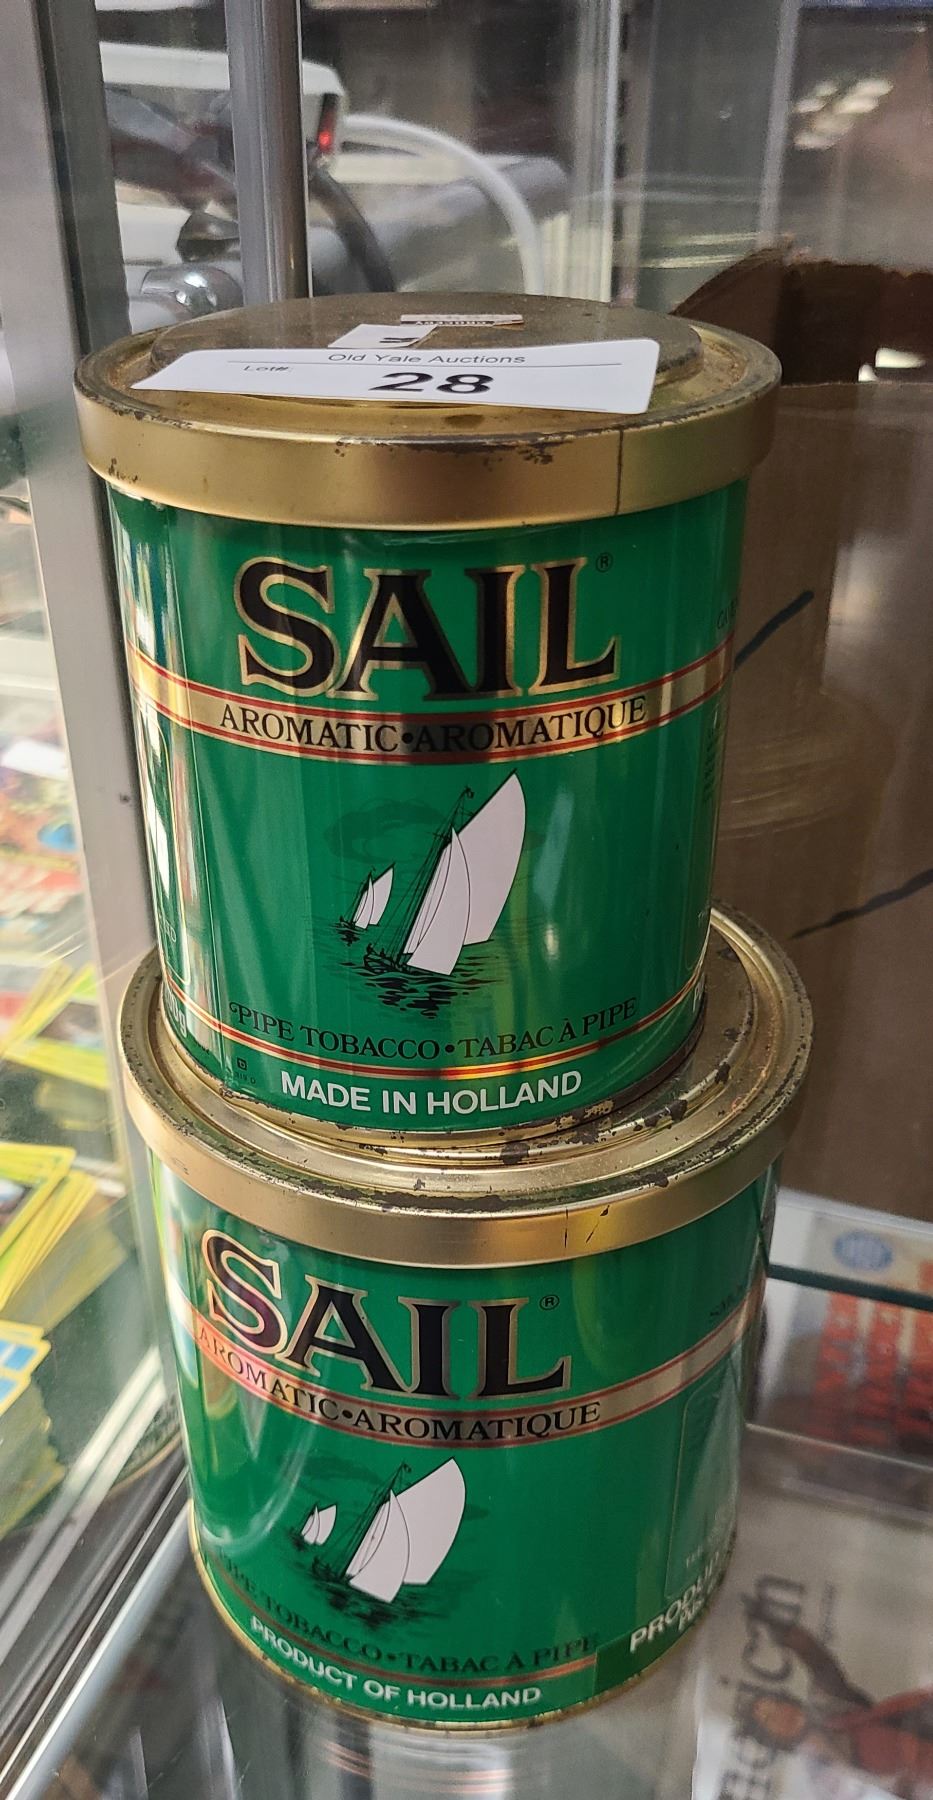 Old Yale Auctions
Lot#:
28
SAIL®
AROMATIC•AROMATIQUE
PIPE TOBACCO•TABAC À PIPE
MADE IN HOLLAND
SAIL®
AROMATIC•AROMATIQUE
PIPE TOBACCO•TABAC À PIPE
PRODUCT OF HOLLAND